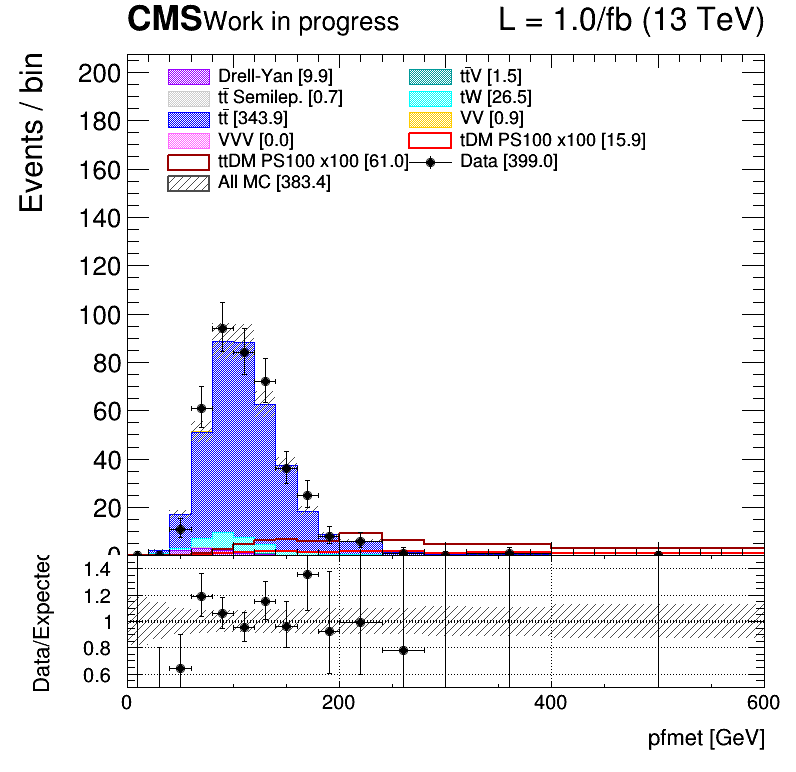 CMS Work in progress L = 1.0/fb (13 TeV)
Events / bin
200
180
160
140
120
100
80
60
40
20
0
Drell-Yan [9.9] tt̄V [1.5]
tt̄ Semilep. [0.7] tW [26.5]
tt̄ [343.9] VV [0.9]
VVV [0.0] tDM PS100 x100 [15.9]
ttDM PS100 x100 [61.0] Data [399.0]
All MC [383.4]
Data/Expected
1.4
1.2
1
0.8
0.6
0 200 400 600
pfmet [GeV]